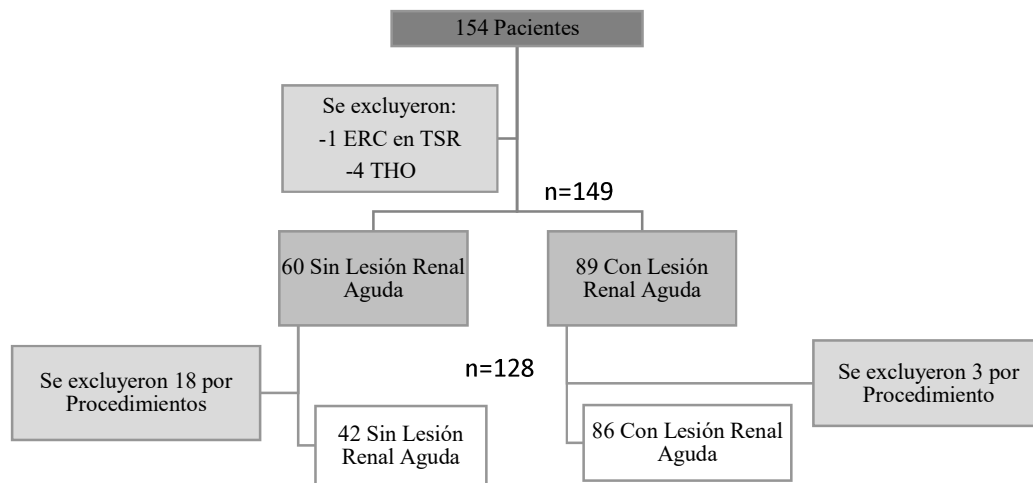 154 Pacientes
Se excluyeron:
-1 ERC en TSR
-4 THO
n=149
60 Sin Lesión Renal
Aguda
89 Con Lesión
Renal Aguda
Se excluyeron 18 por
Procedimientos
n=128
Se excluyeron 3 por
Procedimiento
42 Sin Lesión
Renal Aguda
86 Con Lesión Renal
Aguda